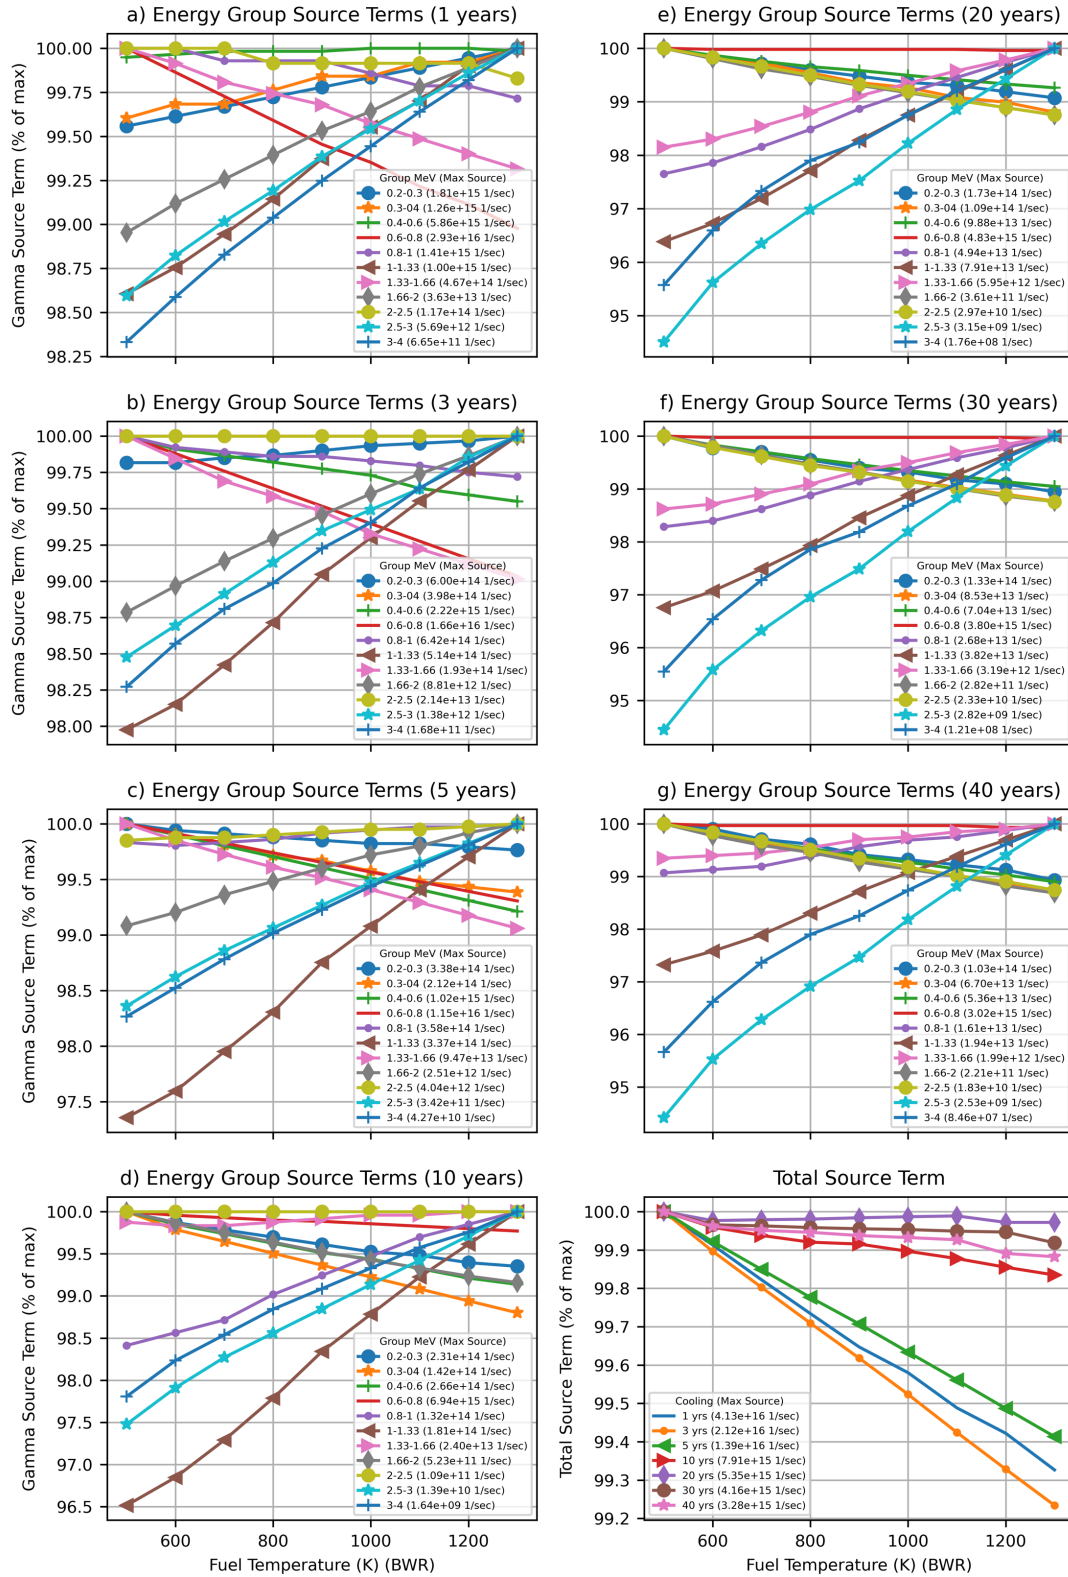 a) Energy Group Source Terms (1 years)
100.00
99.75
99.50
99.25
99.00
98.75
98.50
98.25
Gamma Source Term (% of max)
Group MeV (Max Source)
0.2-0.3 (1.81e+15 1/sec)
0.3-04 (1.26e+15 1/sec)
0.4-0.6 (5.86e+15 1/sec)
0.6-0.8 (2.93e+16 1/sec)
0.8-1 (1.41e+15 1/sec)
1-1.33 (1.00e+15 1/sec)
1.33-1.66 (4.67e+14 1/sec)
1.66-2 (3.63e+13 1/sec)
2-2.5 (1.17e+14 1/sec)
2.5-3 (5.69e+12 1/sec)
3-4 (6.65e+11 1/sec)
e) Energy Group Source Terms (20 years)
100
99
98
97
96
95
Group MeV (Max Source)
0.2-0.3 (1.73e+14 1/sec)
0.3-04 (1.09e+14 1/sec)
0.4-0.6 (9.88e+13 1/sec)
0.6-0.8 (4.83e+15 1/sec)
0.8-1 (4.94e+13 1/sec)
1-1.33 (7.91e+13 1/sec)
1.33-1.66 (5.95e+12 1/sec)
1.66-2 (3.61e+11 1/sec)
2-2.5 (2.97e+10 1/sec)
2.5-3 (3.15e+09 1/sec)
3-4 (1.76e+08 1/sec)
b) Energy Group Source Terms (3 years)
100.00
99.75
99.50
99.25
99.00
98.75
98.50
98.25
98.00
Gamma Source Term (% of max)
Group MeV (Max Source)
0.2-0.3 (6.00e+14 1/sec)
0.3-04 (3.98e+14 1/sec)
0.4-0.6 (2.22e+15 1/sec)
0.6-0.8 (1.66e+16 1/sec)
0.8-1 (6.42e+14 1/sec)
1-1.33 (5.14e+14 1/sec)
1.33-1.66 (1.93e+14 1/sec)
1.66-2 (8.81e+12 1/sec)
2-2.5 (2.14e+13 1/sec)
2.5-3 (1.38e+12 1/sec)
3-4 (1.68e+11 1/sec)
f) Energy Group Source Terms (30 years)
100
99
98
97
96
95
Group MeV (Max Source)
0.2-0.3 (1.33e+14 1/sec)
0.3-04 (8.53e+13 1/sec)
0.4-0.6 (7.04e+13 1/sec)
0.6-0.8 (3.80e+15 1/sec)
0.8-1 (2.68e+13 1/sec)
1-1.33 (3.82e+13 1/sec)
1.33-1.66 (3.19e+12 1/sec)
1.66-2 (2.82e+11 1/sec)
2-2.5 (2.33e+10 1/sec)
2.5-3 (2.82e+09 1/sec)
3-4 (1.21e+08 1/sec)
c) Energy Group Source Terms (5 years)
100.0
99.5
99.0
98.5
98.0
97.5
Gamma Source Term (% of max)
Group MeV (Max Source)
0.2-0.3 (3.38e+14 1/sec)
0.3-04 (2.12e+14 1/sec)
0.4-0.6 (1.02e+15 1/sec)
0.6-0.8 (1.15e+16 1/sec)
0.8-1 (3.58e+14 1/sec)
1-1.33 (3.37e+14 1/sec)
1.33-1.66 (9.47e+13 1/sec)
1.66-2 (2.51e+12 1/sec)
2-2.5 (4.04e+12 1/sec)
2.5-3 (3.42e+11 1/sec)
3-4 (4.27e+10 1/sec)
g) Energy Group Source Terms (40 years)
100
99
98
97
96
95
Group MeV (Max Source)
0.2-0.3 (1.03e+14 1/sec)
0.3-04 (6.70e+13 1/sec)
0.4-0.6 (5.36e+13 1/sec)
0.6-0.8 (3.02e+15 1/sec)
0.8-1 (1.61e+13 1/sec)
1-1.33 (1.94e+13 1/sec)
1.33-1.66 (1.99e+12 1/sec)
1.66-2 (2.21e+11 1/sec)
2-2.5 (1.83e+10 1/sec)
2.5-3 (2.53e+09 1/sec)
3-4 (8.46e+07 1/sec)
d) Energy Group Source Terms (10 years)
100.0
99.5
99.0
98.5
98.0
97.5
97.0
96.5
Gamma Source Term (% of max)
Group MeV (Max Source)
0.2-0.3 (2.31e+14 1/sec)
0.3-04 (1.42e+14 1/sec)
0.4-0.6 (2.66e+14 1/sec)
0.6-0.8 (6.94e+15 1/sec)
0.8-1 (1.32e+14 1/sec)
1-1.33 (1.81e+14 1/sec)
1.33-1.66 (2.40e+13 1/sec)
1.66-2 (5.23e+11 1/sec)
2-2.5 (1.09e+11 1/sec)
2.5-3 (1.39e+10 1/sec)
3-4 (1.64e+09 1/sec)
600 800 1000 1200
Fuel Temperature (K) (BWR)
Total Source Term
100.0
99.9
99.8
99.7
99.6
99.5
99.4
99.3
99.2
Total Source Term (% of max)
Cooling (Max Source)
1 yrs (4.13e+16 1/sec)
3 yrs (2.12e+16 1/sec)
5 yrs (1.39e+16 1/sec)
10 yrs (7.91e+15 1/sec)
20 yrs (5.35e+15 1/sec)
30 yrs (4.16e+15 1/sec)
40 yrs (3.28e+15 1/sec)
600 800 1000 1200
Fuel Temperature (K) (BWR)